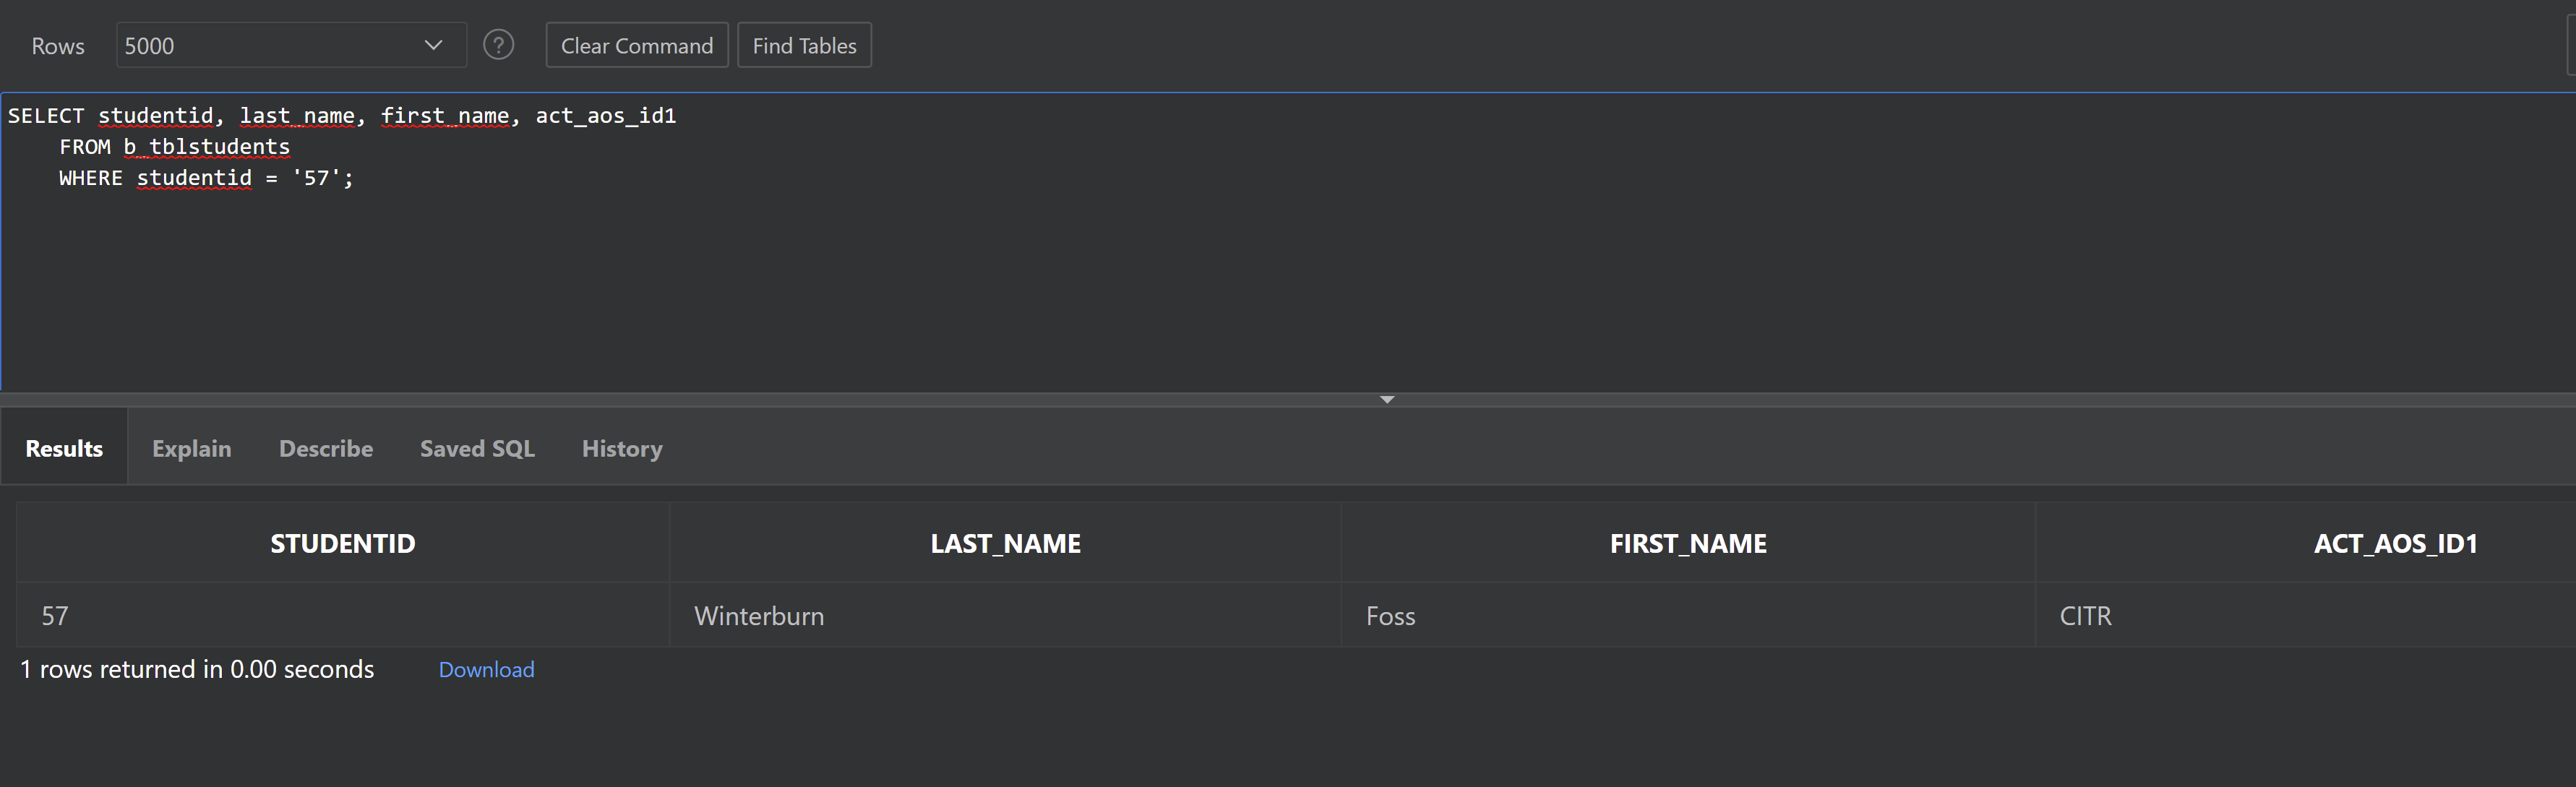 Rows 5000 ? Clear Command Find Tables
SELECT studentid, last_name, first_name, act_aos_id1
    FROM b_tblstudents
    WHERE studentid = '57';
Results Explain Describe Saved SQL History
STUDENTID LAST_NAME FIRST_NAME ACT_AOS_ID1
57 Winterburn Foss CITR
1 rows returned in 0.00 seconds Download